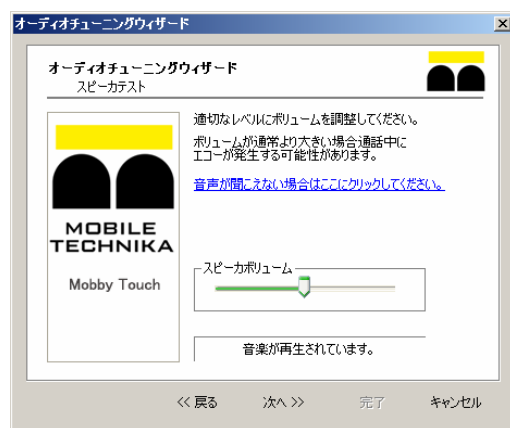 オーディオチューニングウィザード
オーディオチューニングウィザード
スピーカテスト
適切なレベルにボリュームを調整してください。
ボリュームが通常より大きい場合通話中に
エコーが発生する可能性があります。
音声が聞こえない場合はここにクリックしてください。
MOBILE
TECHNIKA
Mobby Touch
スピーカボリューム
音楽が再生されています。
<< 戻る 次へ >> 完了 キャンセル